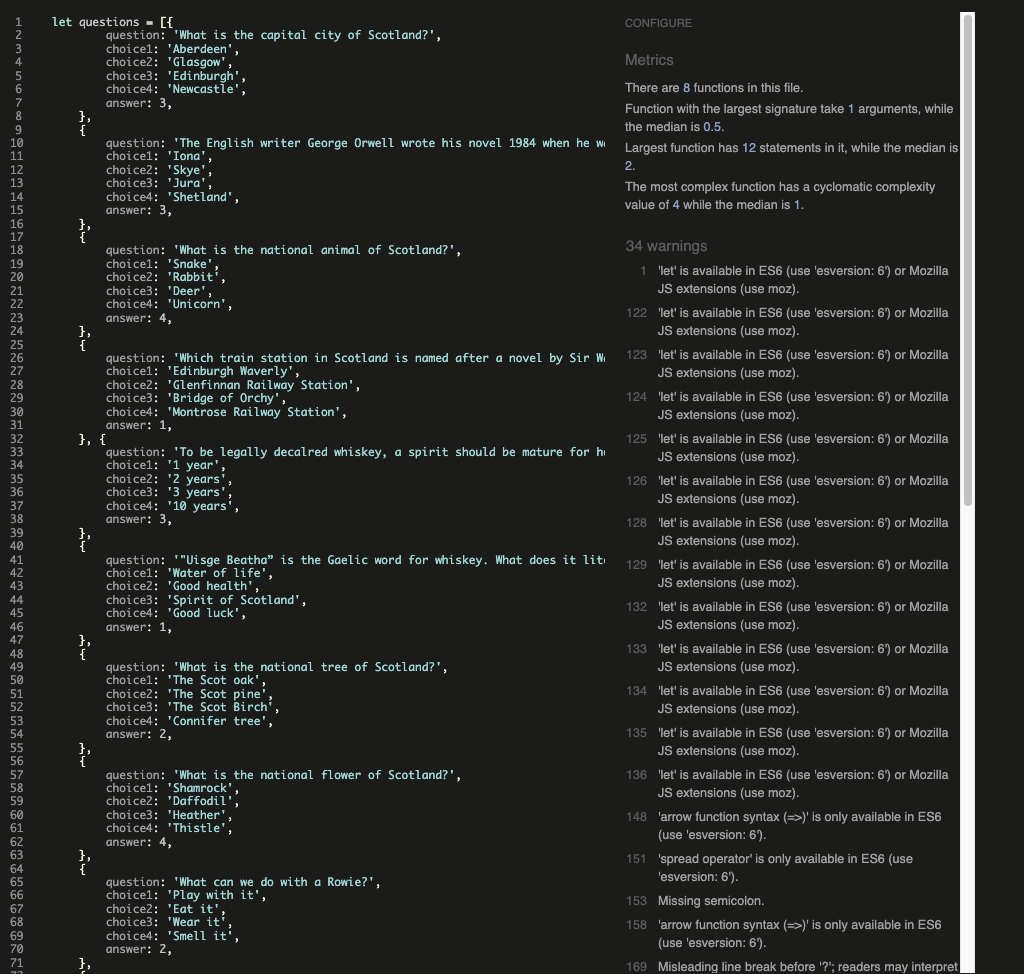 1 let questions = [{
2 question: 'What is the capital city of Scotland?',
3 choice1: 'Aberdeen',
4 choice2: 'Glasgow',
5 choice3: 'Edinburgh',
6 choice4: 'Newcastle',
7 answer: 3,
8 },
9 {
10 question: 'The English writer George Orwell wrote his novel 1984 when he
11 choice1: 'Iona',
12 choice2: 'Skye',
13 choice3: 'Jura',
14 choice4: 'Shetland',
15 answer: 3,
16 },
17 {
18 question: 'What is the national animal of Scotland?',
19 choice1: 'Snake',
20 choice2: 'Rabbit',
21 choice3: 'Deer',
22 choice4: 'Unicorn',
23 answer: 4,
24 },
25 {
26 question: 'Which train station in Scotland is named after a novel by Sir
27 choice1: 'Edinburgh Waverly',
28 choice2: 'Glenfinnan Railway Station',
29 choice3: 'Bridge of Orchy',
30 choice4: 'Montrose Railway Station',
31 answer: 1,
32 }, {
33 question: 'To be legally decalred whiskey, a spirit should be mature for
34 choice1: '1 year',
35 choice2: '2 years',
36 choice3: '3 years',
37 choice4: '10 years',
38 answer: 3,
39 },
40 {
41 question: '"Uisge Beatha” is the Gaelic word for whiskey. What does it
42 choice1: 'Water of life',
43 choice2: 'Good health',
44 choice3: 'Spirit of Scotland',
45 choice4: 'Good luck',
46 answer: 1,
47 },
48 {
49 question: 'What is the national tree of Scotland?',
50 choice1: 'The Scot oak',
51 choice2: 'The Scot pine',
52 choice3: 'The Scot Birch',
53 choice4: 'Connifer tree',
54 answer: 2,
55 },
56 {
57 question: 'What is the national flower of Scotland?',
58 choice1: 'Shamrock',
59 choice2: 'Daffodil',
60 choice3: 'Heather',
61 choice4: 'Thistle',
62 answer: 4,
63 },
64 {
65 question: 'What can we do with a Rowie?',
66 choice1: 'Play with it',
67 choice2: 'Eat it',
68 choice3: 'Wear it',
69 choice4: 'Smell it',
70 answer: 2,
71 },
CONFIGURE
Metrics
There are 8 functions in this file.
Function with the largest signature take 1 arguments, while
the median is 0.5.
Largest function has 12 statements in it, while the median is
2.
The most complex function has a cyclomatic complexity
value of 4 while the median is 1.
34 warnings
1 'let' is available in ES6 (use 'esversion: 6') or Mozilla
JS extensions (use moz).
122 'let' is available in ES6 (use 'esversion: 6') or Mozilla
JS extensions (use moz).
123 'let' is available in ES6 (use 'esversion: 6') or Mozilla
JS extensions (use moz).
124 'let' is available in ES6 (use 'esversion: 6') or Mozilla
JS extensions (use moz).
125 'let' is available in ES6 (use 'esversion: 6') or Mozilla
JS extensions (use moz).
126 'let' is available in ES6 (use 'esversion: 6') or Mozilla
JS extensions (use moz).
128 'let' is available in ES6 (use 'esversion: 6') or Mozilla
JS extensions (use moz).
129 'let' is available in ES6 (use 'esversion: 6') or Mozilla
JS extensions (use moz).
132 'let' is available in ES6 (use 'esversion: 6') or Mozilla
JS extensions (use moz).
133 'let' is available in ES6 (use 'esversion: 6') or Mozilla
JS extensions (use moz).
134 'let' is available in ES6 (use 'esversion: 6') or Mozilla
JS extensions (use moz).
135 'let' is available in ES6 (use 'esversion: 6') or Mozilla
JS extensions (use moz).
136 'let' is available in ES6 (use 'esversion: 6') or Mozilla
JS extensions (use moz).
148 'arrow function syntax (=>)' is only available in ES6
(use 'esversion: 6').
151 'spread operator' is only available in ES6 (use
'esversion: 6').
153 Missing semicolon.
158 'arrow function syntax (=>)' is only available in ES6
(use 'esversion: 6').
169 Misleading line break before '?'; readers may interpret